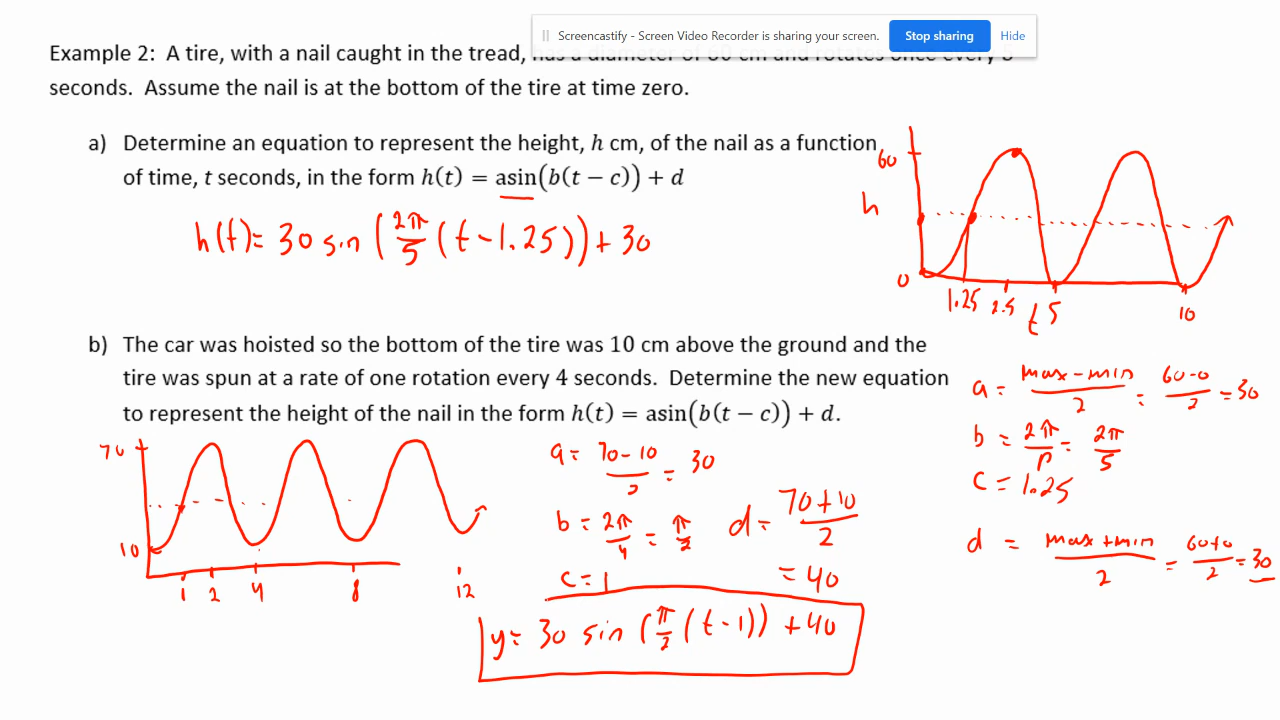 Screencastify - Screen Video Recorder is sharing your screen. Stop sharing Hide
Example 2: A tire, with a nail caught in the tread, has a diameter of 60 cm and rotates once every 5
seconds. Assume the nail is at the bottom of the tire at time zero.
a) Determine an equation to represent the height, h cm, of the nail as a function
of time, t seconds, in the form h(t) = asin(b(t − c)) + d
h(t) = 30 sin (2π/5 (t - 1.25)) + 30
60
h
0
1.25 2.5 t 5 10
b) The car was hoisted so the bottom of the tire was 10 cm above the ground and the
tire was spun at a rate of one rotation every 4 seconds. Determine the new equation
to represent the height of the nail in the form h(t) = asin(b(t − c)) + d.
a = max - min / 2 = 60 - 0 / 2 = 30
b = 2π/P = 2π/5
c = 1.25
d = max + min / 2 = 60 + 0 / 2 = 30
70
10
1 2 4 8 12
a = 70 - 10 / 2 = 30
b = 2π/4 = π/2
c = 1
d = 70 + 10 / 2
= 40
y = 30 sin (π/2 (t - 1)) + 40